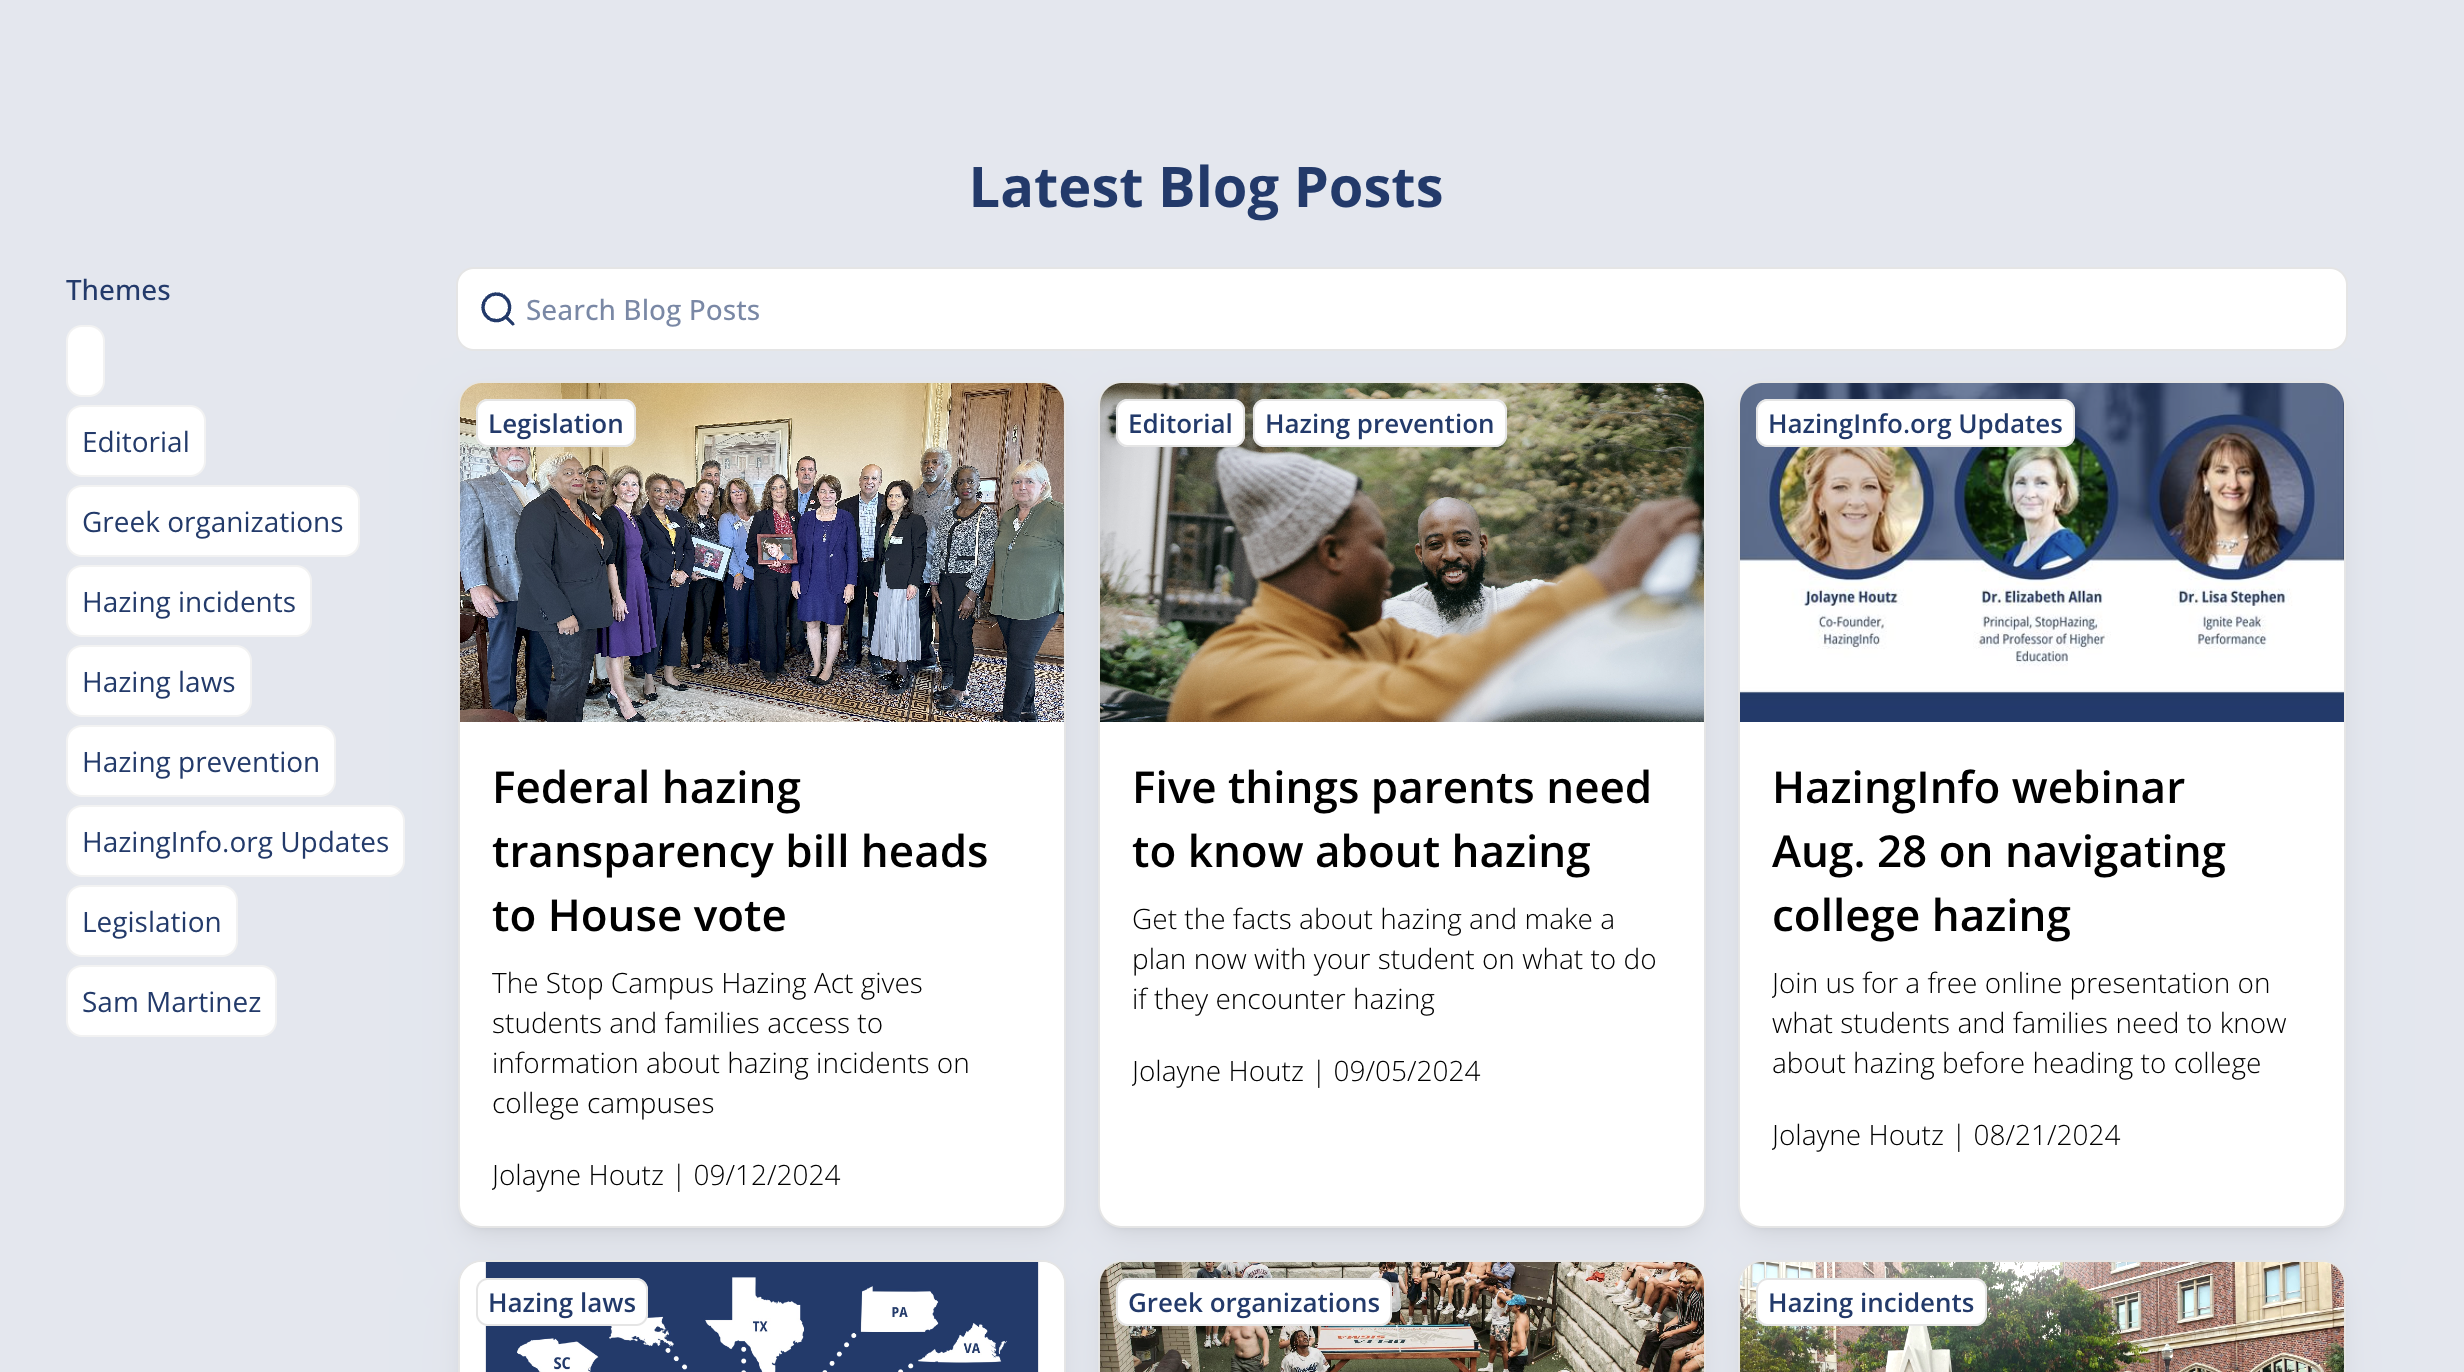 Latest Blog Posts
Themes
Search Blog Posts
Editorial
Greek organizations
Hazing incidents
Hazing laws
Hazing prevention
HazingInfo.org Updates
Legislation
Sam Martinez
Legislation
Federal hazing
transparency bill heads
to House vote
The Stop Campus Hazing Act gives
students and families access to
information about hazing incidents on
college campuses
Jolayne Houtz | 09/12/2024
Editorial
Hazing prevention
Five things parents need
to know about hazing
Get the facts about hazing and make a
plan now with your student on what to do
if they encounter hazing
Jolayne Houtz | 09/05/2024
HazingInfo.org Updates
Jolayne Houtz
Co-Founder,
HazingInfo
Dr. Elizabeth Allan
Principal, StopHazing,
and Professor of Higher
Education
Dr. Lisa Stephen
Ignite Peak
Performance
HazingInfo webinar
Aug. 28 on navigating
college hazing
Join us for a free online presentation on
what students and families need to know
about hazing before heading to college
Jolayne Houtz | 08/21/2024
Hazing laws
TX
PA
SC
VA
Greek organizations
Hazing incidents